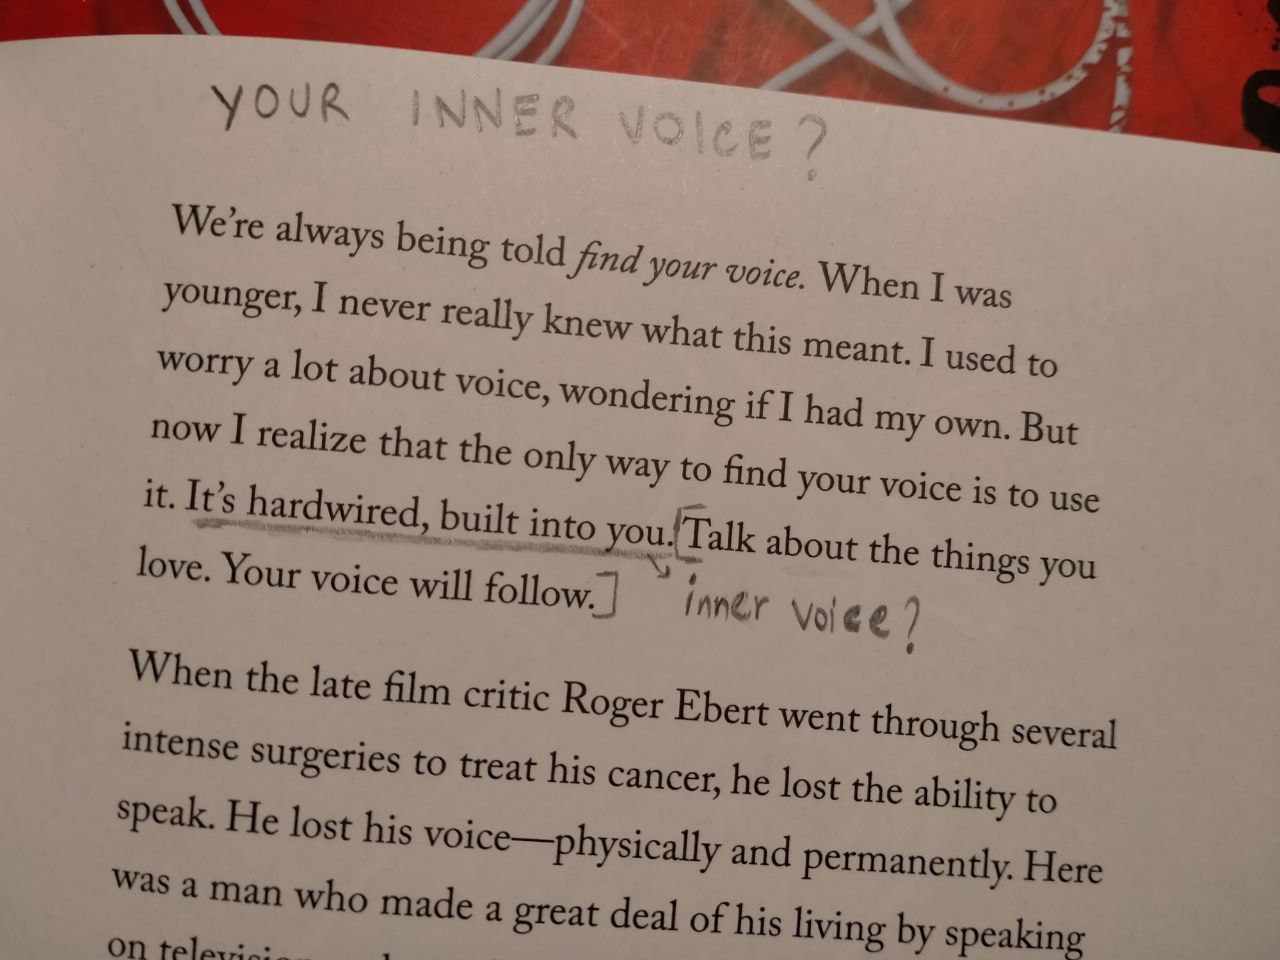 YOUR INNER VOICE?
We're always being told find your voice. When I was
younger, I never really knew what this meant. I used to
worry a lot about voice, wondering if I had my own. But
now I realize that the only way to find your voice is to use
it. It's hardwired, built into you. [Talk about the things you
love. Your voice will follow.]
inner voice?
When the late film critic Roger Ebert went through several
intense surgeries to treat his cancer, he lost the ability to
speak. He lost his voice—physically and permanently. Here
was a man who made a great deal of his living by speaking
on